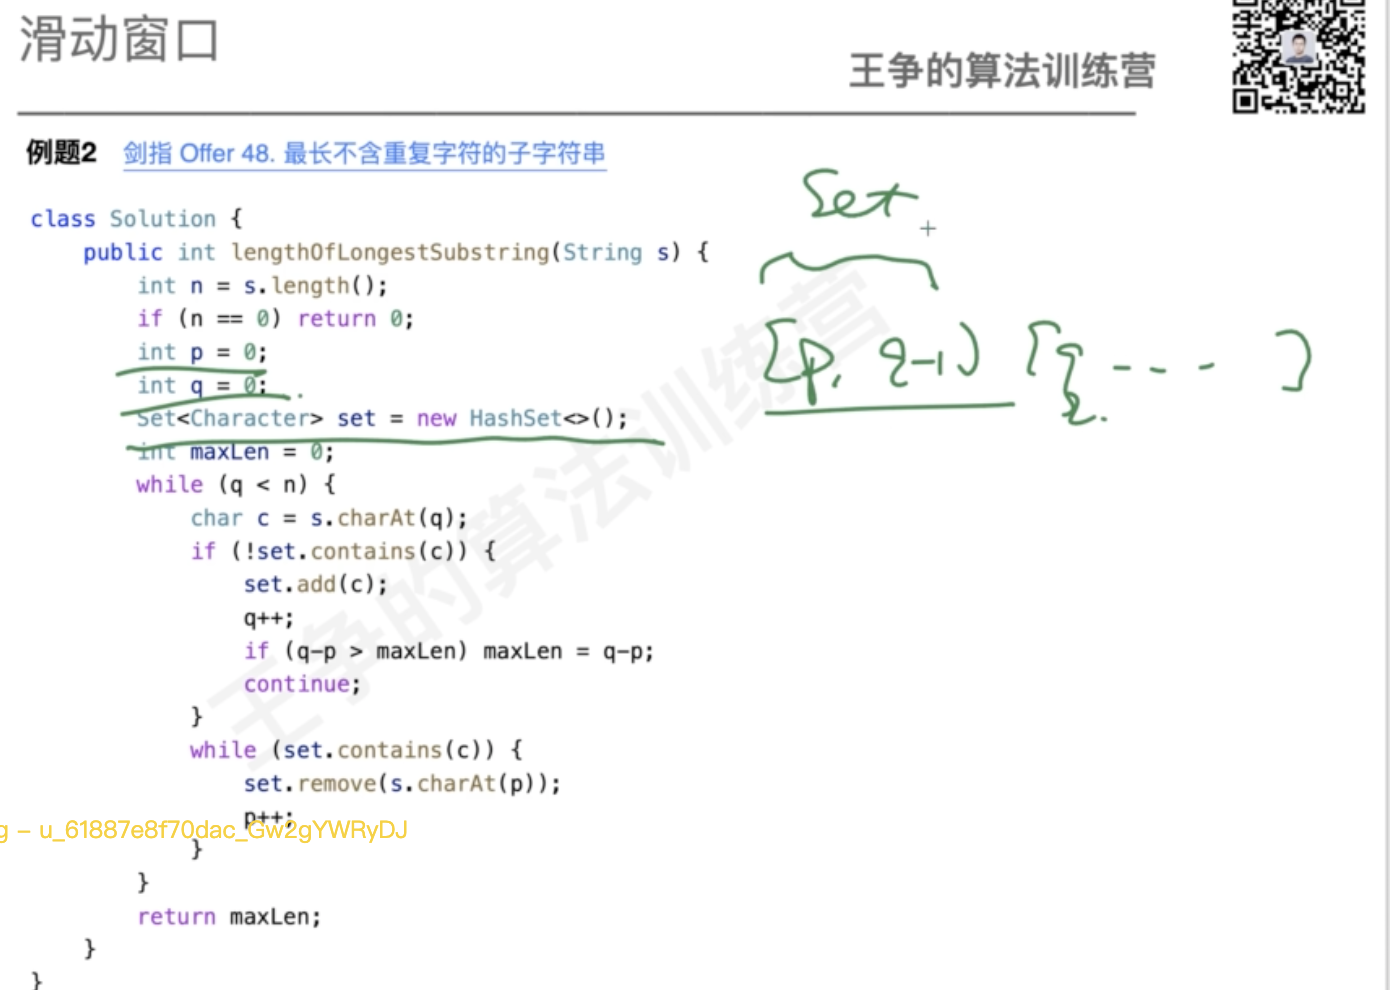 滑动窗口
王争的算法训练营
例题2 剑指 Offer 48. 最长不含重复字符的子字符串
class Solution {
public int lengthOfLongestSubstring(String s) {
int n = s.length();
if (n == 0) return 0;
int p = 0;
int q = 0;
Set<Character> set = new HashSet<>();
int maxLen = 0;
while (q < n) {
char c = s.charAt(q);
if (!set.contains(c)) {
set.add(c);
q++;
if (q-p > maxLen) maxLen = q-p;
continue;
}
while (set.contains(c)) {
set.remove(s.charAt(p));
p++;
}
}
return maxLen;
}
}
Set
[p, q-1] [q --- ]
王争的算法训练营
g – u_61887e8f70dac_Gw2gYWRyDJ